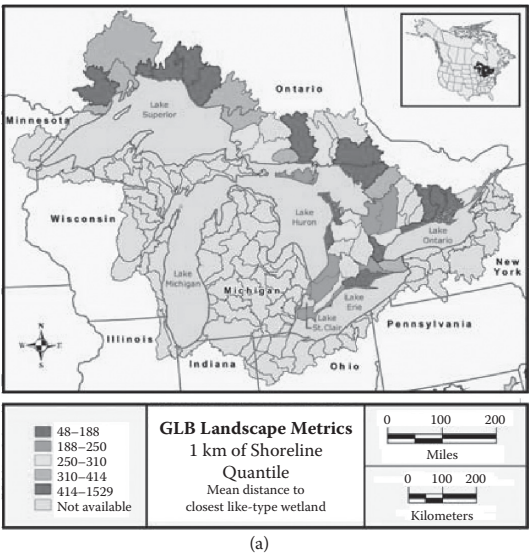 Ontario
Lake
Superior
Minnesota
Wisconsin
Lake
Huron
Lake
Ontario
New
York
Lake
Michigan
Michigan
Lake
Erie
Lake
St. Clair
Pennsylvania
N
W E
S
Illinois
Indiana
Ohio
48–188
188–250
250–310
310–414
414–1529
Not available
GLB Landscape Metrics
1 km of Shoreline
Quantile
Mean distance to
closest like-type wetland
0 100 200
Miles
0 100 200
Kilometers
(a)